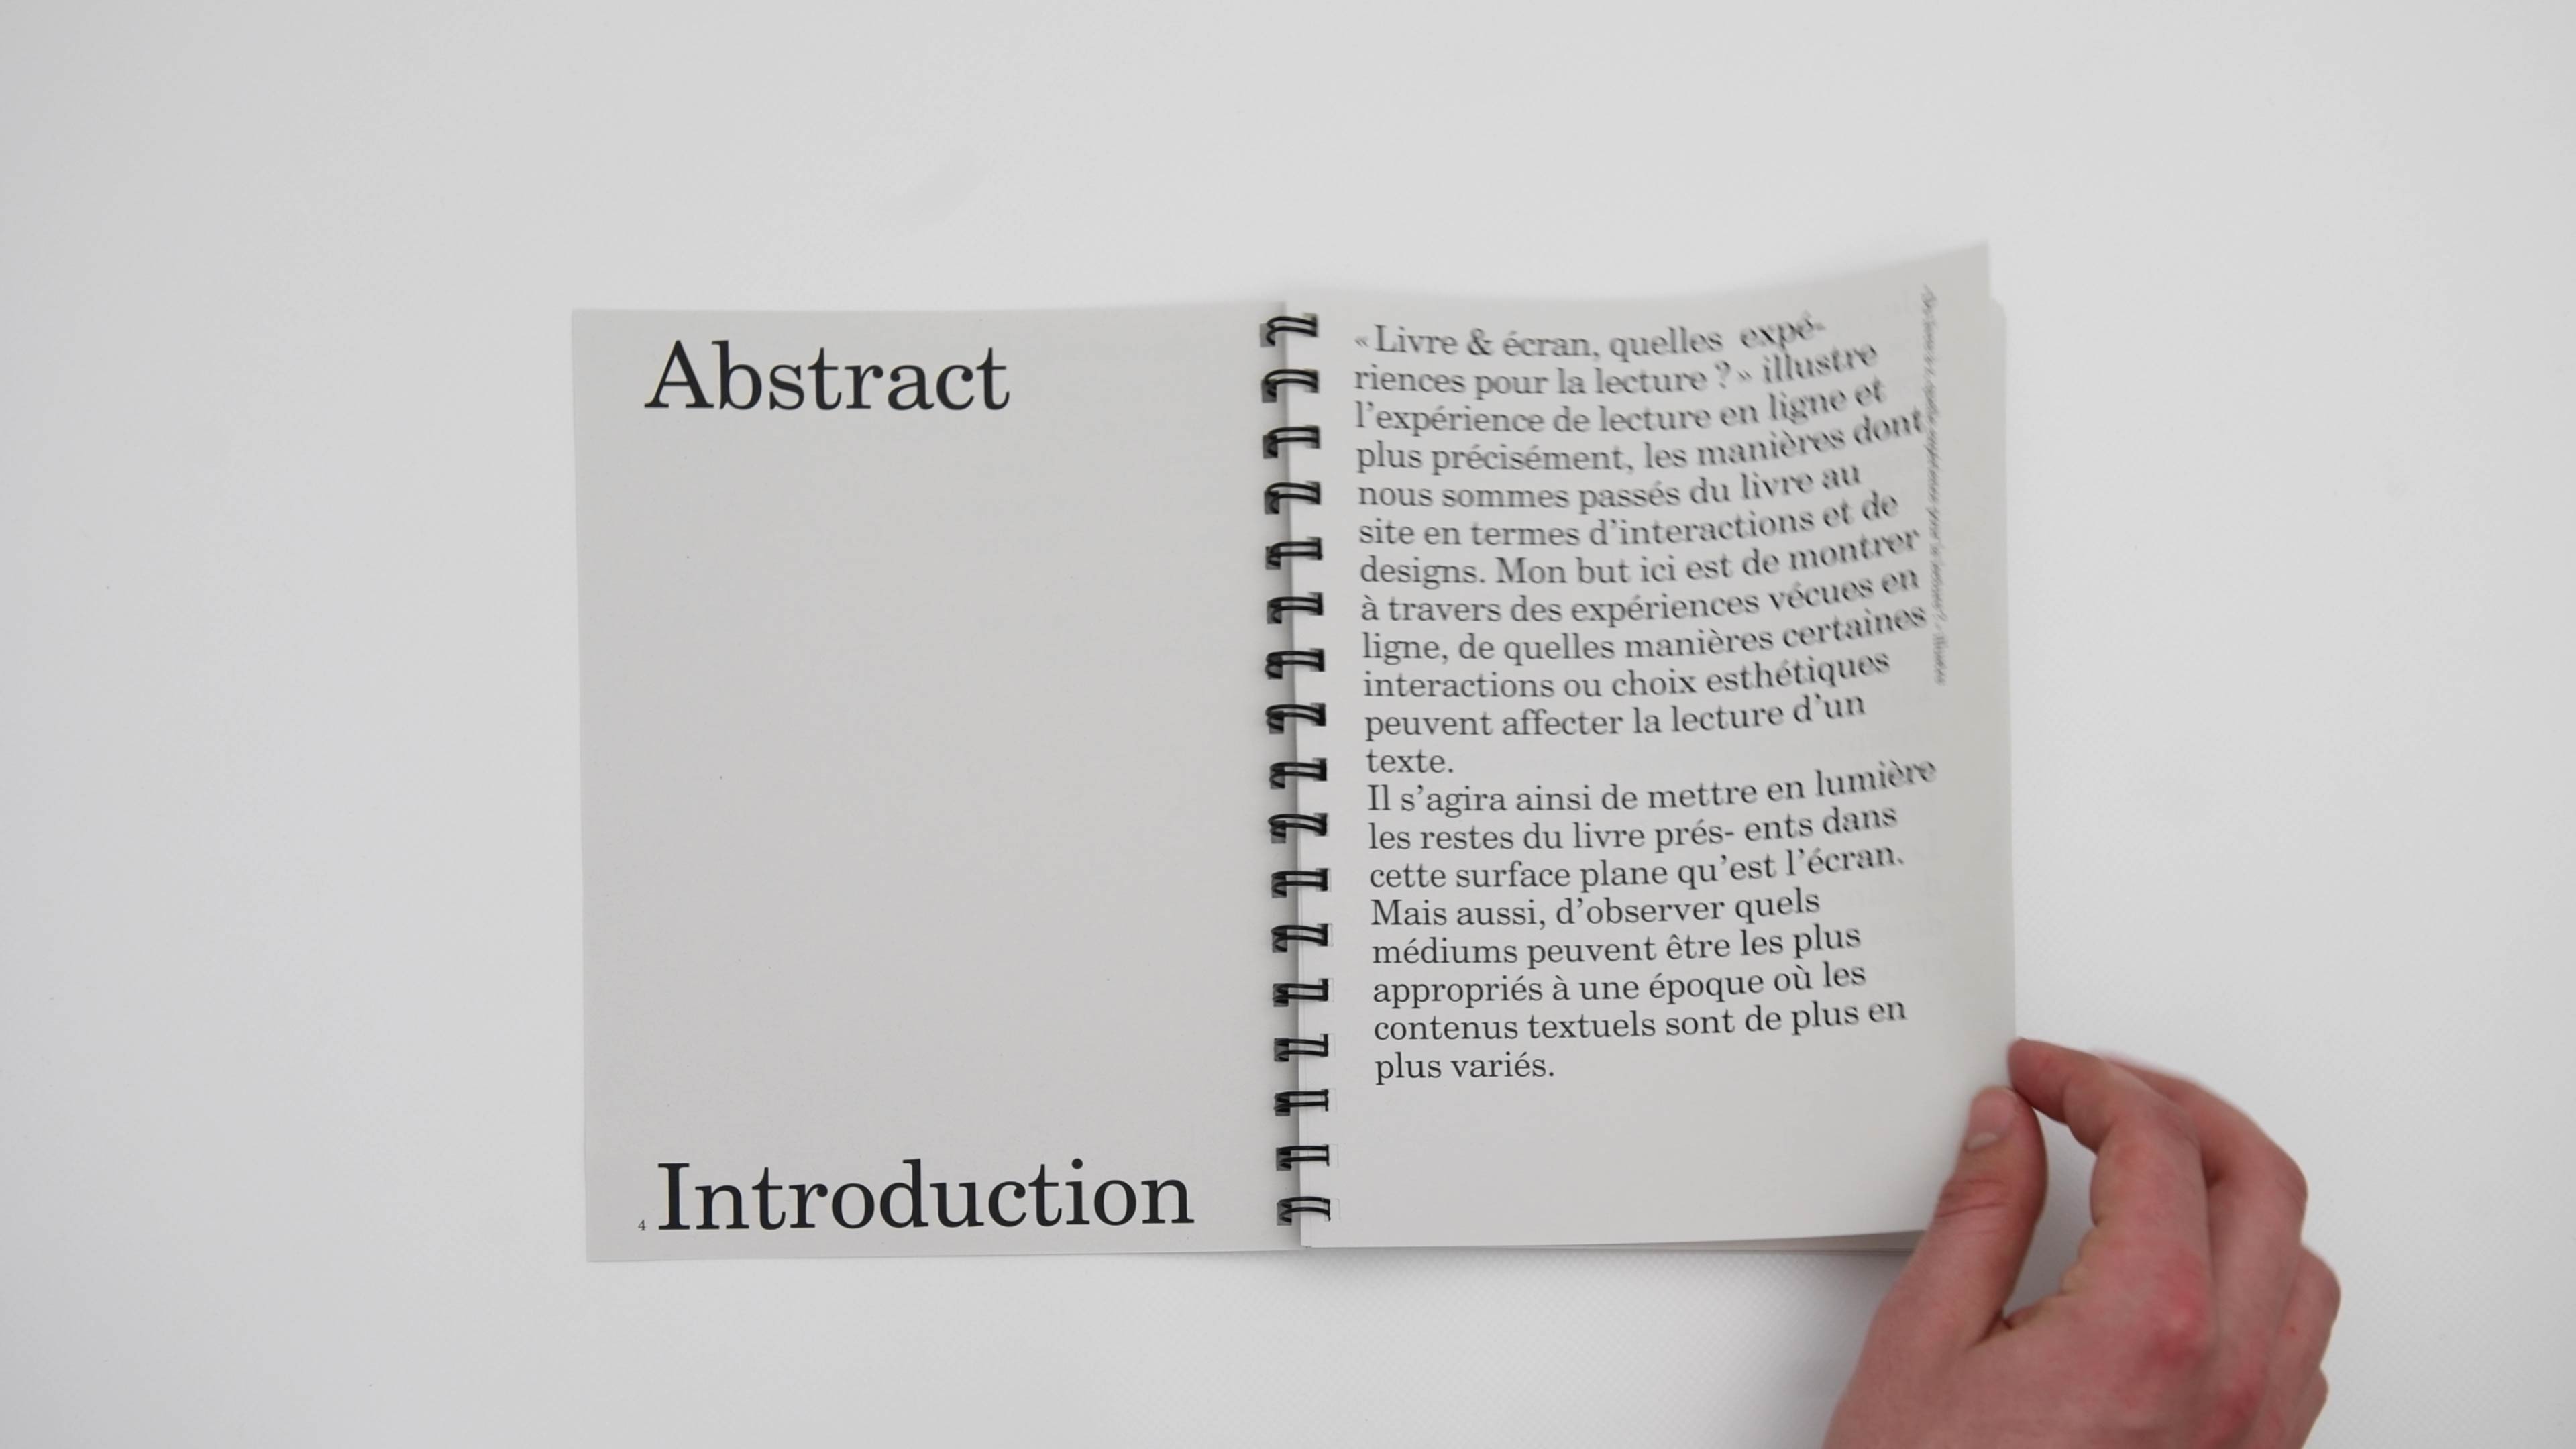 Abstract
4 Introduction
« Livre & écran, quelles expé-
riences pour la lecture ? » illustre
l’expérience de lecture en ligne et
plus précisément, les manières dont
nous sommes passés du livre au
site en termes d’interactions et de
designs. Mon but ici est de montrer
à travers des expériences vécues en
ligne, de quelles manières certaines
interactions ou choix esthétiques
peuvent affecter la lecture d’un
texte.
Il s’agira ainsi de mettre en lumière
les restes du livre prés- ents dans
cette surface plane qu’est l’écran.
Mais aussi, d’observer quels
médiums peuvent être les plus
appropriés à une époque où les
contenus textuels sont de plus en
plus variés.